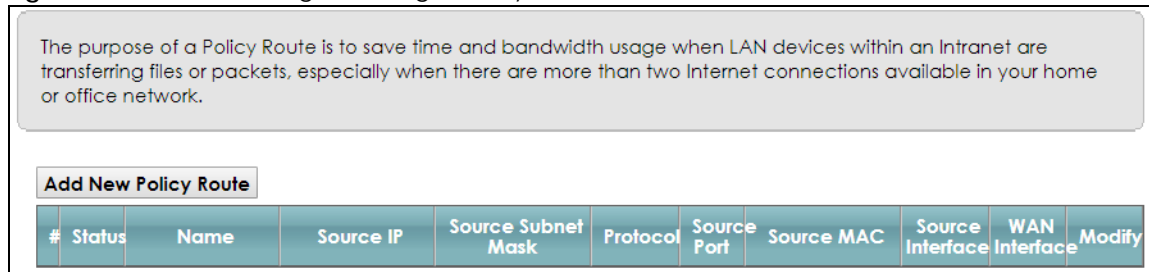 The purpose of a Policy Route is to save time and bandwidth usage when LAN devices within an Intranet are
transferring files or packets, especially when there are more than two Internet connections available in your home
or office network.
Add New Policy Route
# Status Name Source IP Source Subnet Mask Protocol Source Port Source MAC Source Interface WAN Interface Modify